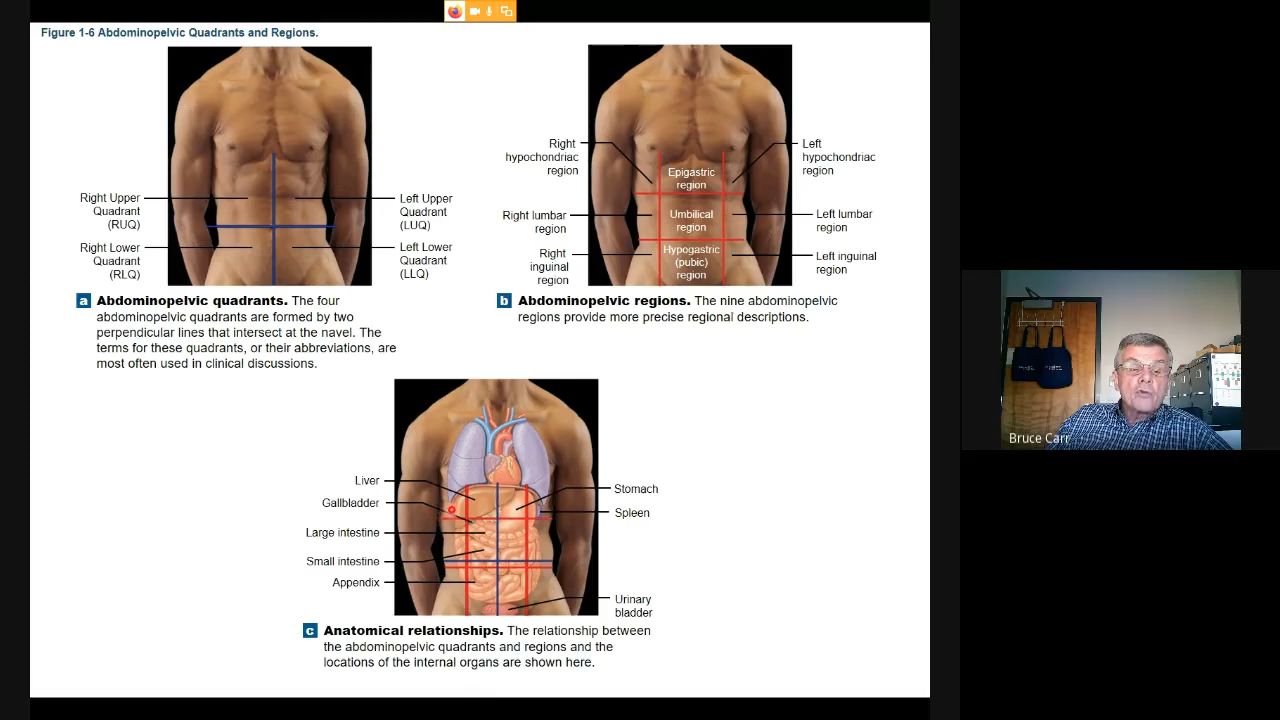 Figure 1-6 Abdominopelvic Quadrants and Regions.
Right Upper
Quadrant
(RUQ)
Right Lower
Quadrant
(RLQ)
Left Upper
Quadrant
(LUQ)
Left Lower
Quadrant
(LLQ)
a Abdominopelvic quadrants. The four
abdominopelvic quadrants are formed by two
perpendicular lines that intersect at the navel. The
terms for these quadrants, or their abbreviations, are
most often used in clinical discussions.
Right
hypochondriac
region
Right lumbar
region
Right
inguinal
region
Epigastric
region
Umbilical
region
Hypogastric
(pubic)
region
Left
hypochondriac
region
Left lumbar
region
Left inguinal
region
b Abdominopelvic regions. The nine abdominopelvic
regions provide more precise regional descriptions.
Liver
Gallbladder
Large intestine
Small intestine
Appendix
Stomach
Spleen
Urinary
bladder
c Anatomical relationships. The relationship between
the abdominopelvic quadrants and regions and the
locations of the internal organs are shown here.
Bruce Carr